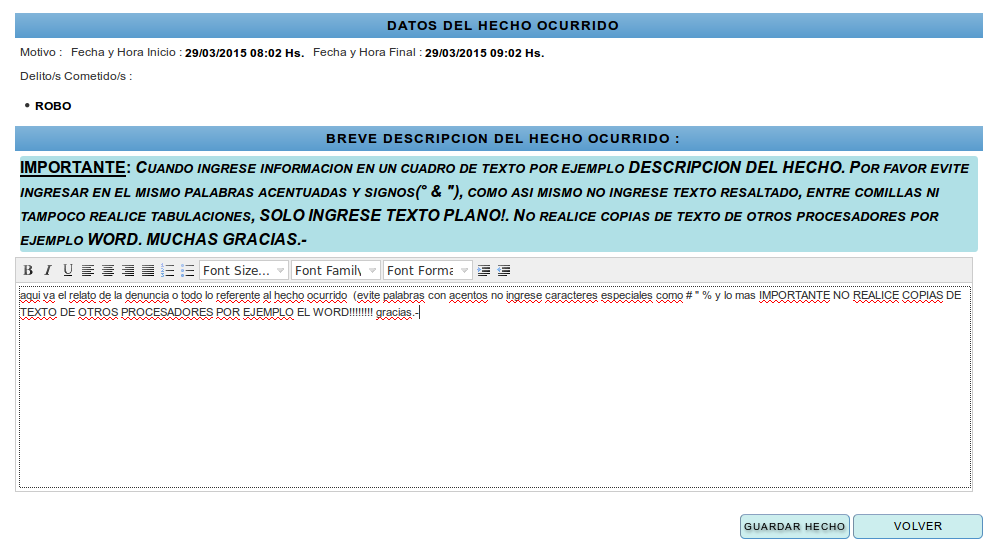 DATOS DEL HECHO OCURRIDO
Motivo : Fecha y Hora Inicio : 29/03/2015 08:02 Hs. Fecha y Hora Final : 29/03/2015 09:02 Hs.
Delito/s Cometido/s :
• ROBO
BREVE DESCRIPCION DEL HECHO OCURRIDO :
IMPORTANTE: CUANDO INGRESE INFORMACION EN UN CUADRO DE TEXTO POR EJEMPLO DESCRIPCION DEL HECHO. POR FAVOR EVITE
INGRESAR EN EL MISMO PALABRAS ACENTUADAS Y SIGNOS(° & "), COMO ASI MISMO NO INGRESE TEXTO RESALTADO, ENTRE COMILLAS NI
TAMPOCO REALICE TABULACIONES, SOLO INGRESE TEXTO PLANO!. NO REALICE COPIAS DE TEXTO DE OTROS PROCESADORES POR
EJEMPLO WORD. MUCHAS GRACIAS.-
B I U Font Size... Font Family Forma
aqui va el relato de la denuncia o todo lo referente al hecho ocurrido (evite palabras con acentos no ingrese caracteres especiales como # " % y lo mas IMPORTANTE NO REALICE COPIAS DE
TEXTO DE OTROS PROCESADORES POR EJEMPLO EL WORD!!!!!!!! gracias.-
GUARDAR HECHO VOLVER